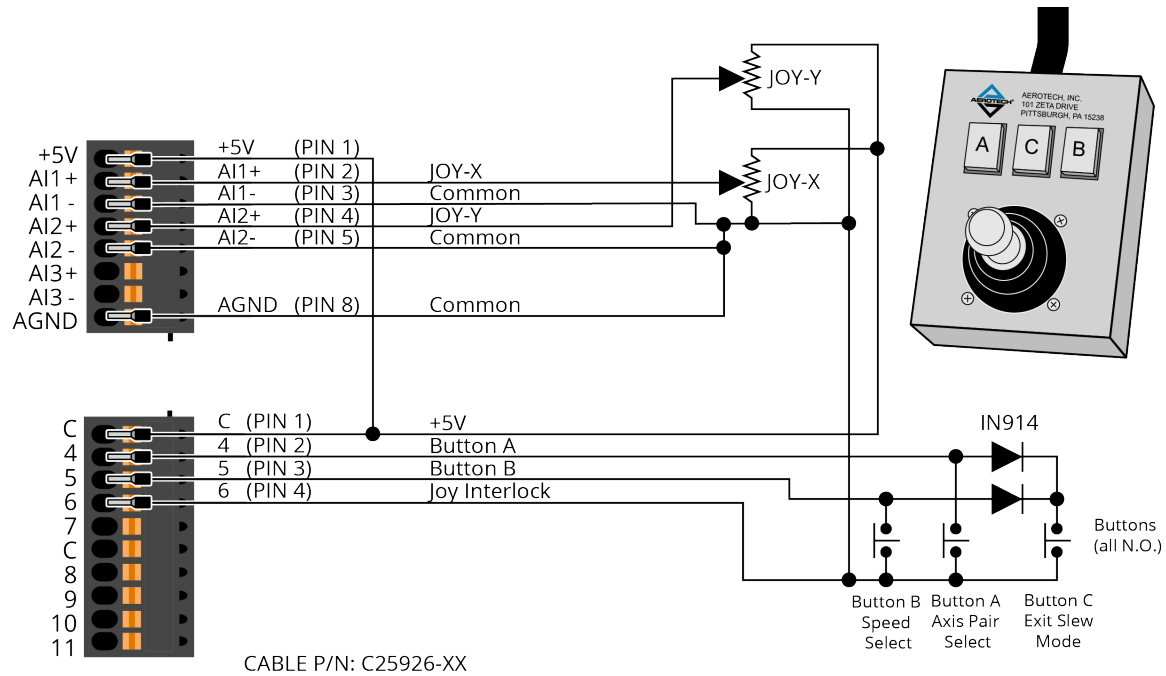 JOY-Y
AEROTECH
AEROTECH, INC.
101 ZETA DRIVE
PITTSBURGH, PA 15238
A C B
+5V +5V (PIN 1)
AI1+ AI1+ (PIN 2) JOY-X JOY-X
AI1 - AI1- (PIN 3) Common
AI2+ AI2+ (PIN 4) JOY-Y
AI2 - AI2- (PIN 5) Common
AI3+
AI3 -
AGND AGND (PIN 8) Common
C C (PIN 1) +5V IN914
4 4 (PIN 2) Button A
5 5 (PIN 3) Button B
6 6 (PIN 4) Joy Interlock
7
C
8
9
10
11
Buttons
(all N.O.)
Button B
Speed
Select
Button A
Axis Pair
Select
Button C
Exit Slew
Mode
CABLE P/N: C25926-XX